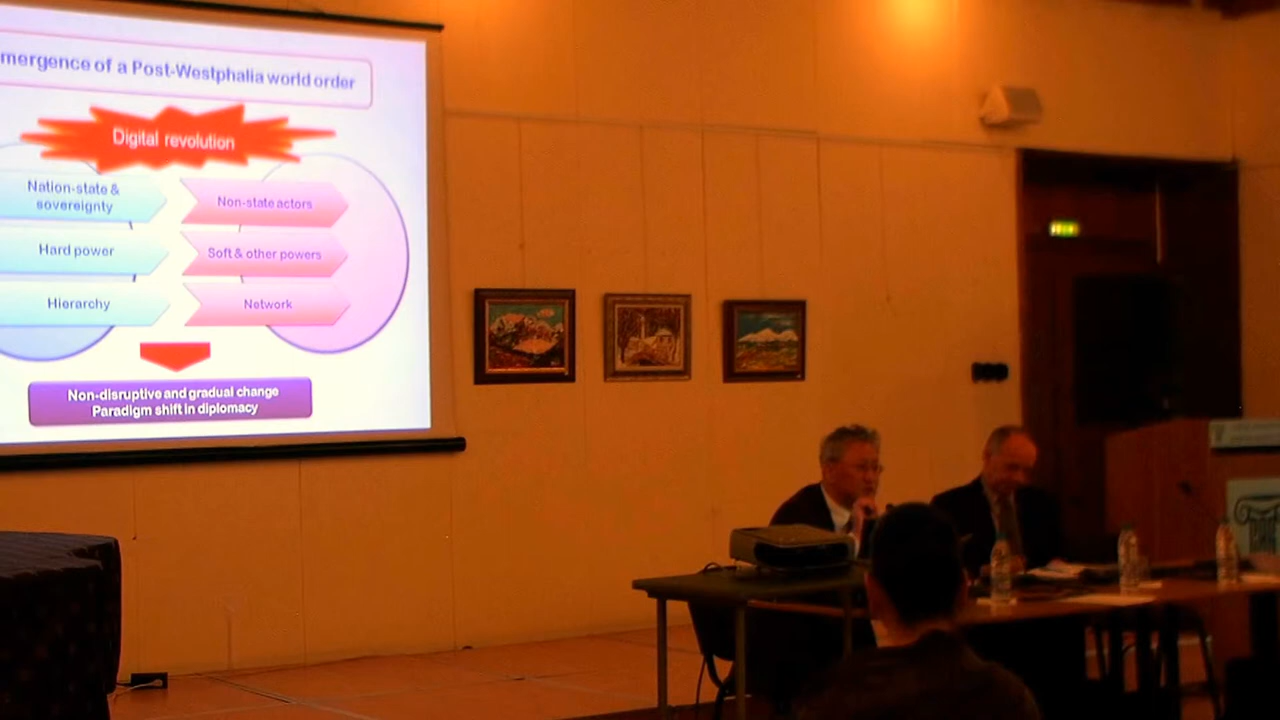 mergence of a Post-Westphalia world order
Digital revolution
Nation-state &
sovereignty
Non-state actors
Hard power
Soft & other powers
Hierarchy
Network
Non-disruptive and gradual change
Paradigm shift in diplomacy